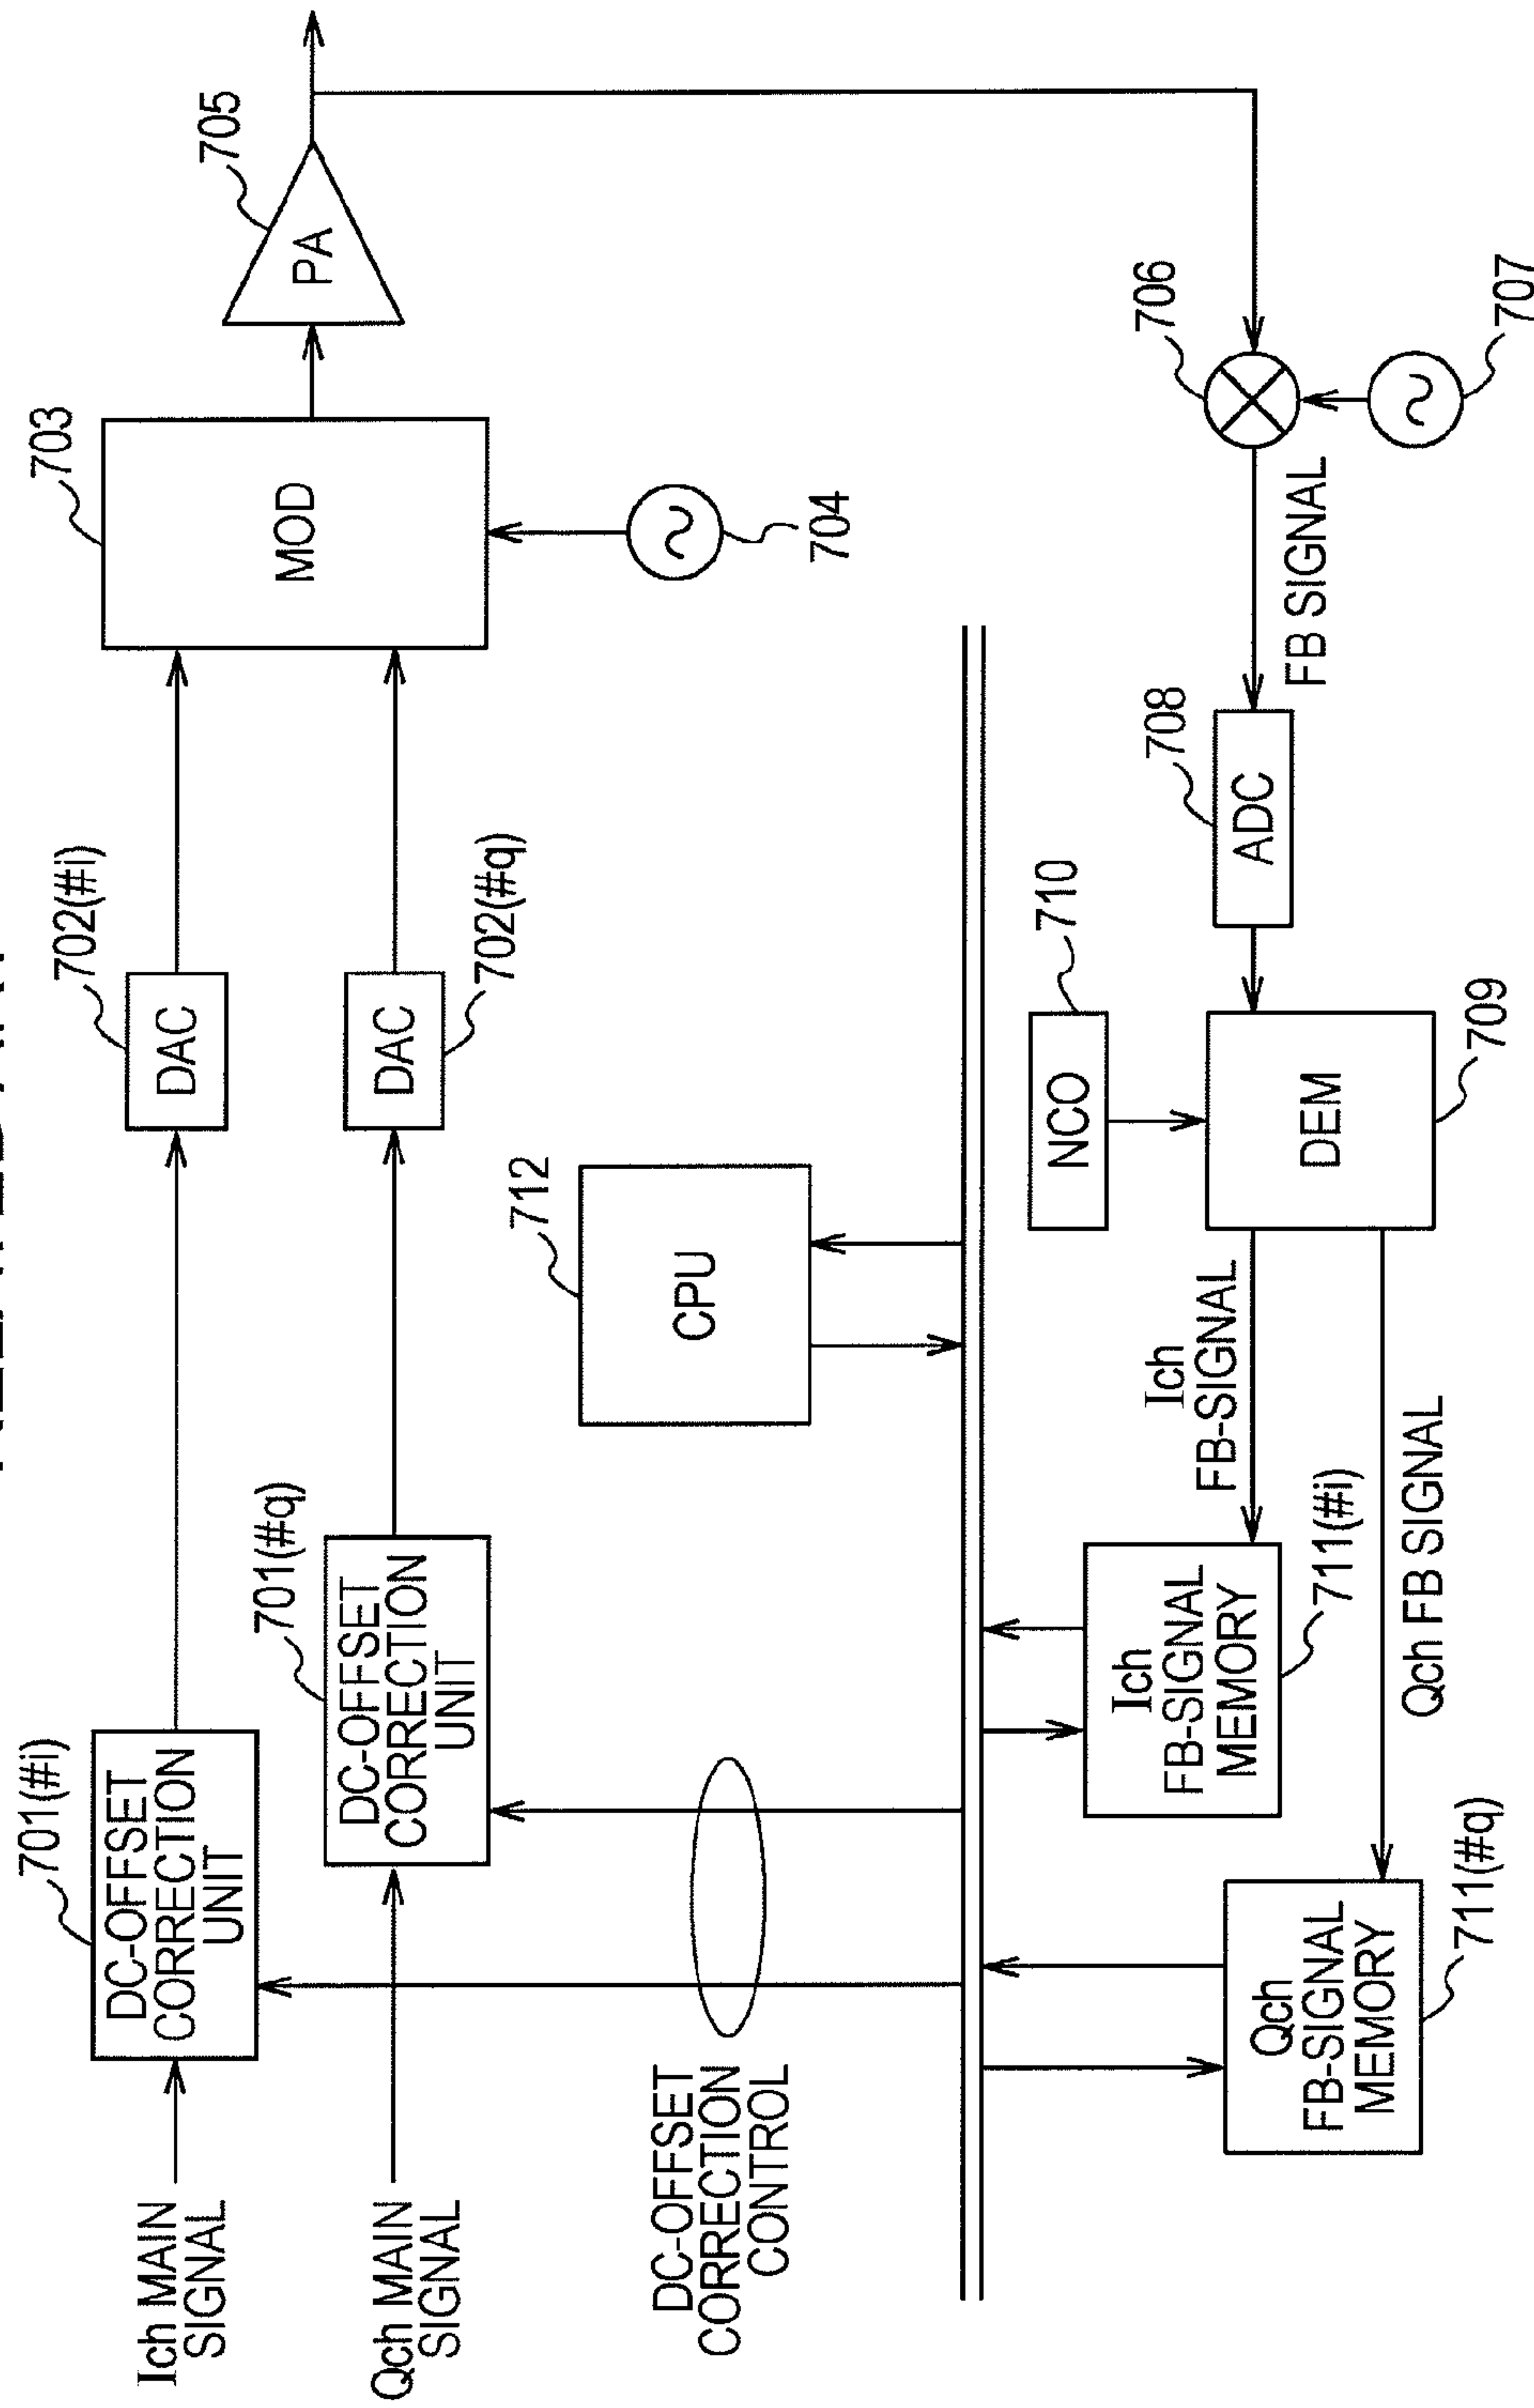 Ich MAIN
SIGNAL
701(#i)
DC-OFFSET
CORRECTION
UNIT
702(#i)
DAC
703
MOD
705
PA
Qch MAIN
SIGNAL
701(#q)
DC-OFFSET
CORRECTION
UNIT
DAC
702(#q)
704
DC-OFFSET
CORRECTION
CONTROL
712
CPU
710
NCO
708
ADC
FB SIGNAL
706
707
DEM
709
Ich
FB-SIGNAL
Ich
FB-SIGNAL
MEMORY
711(#i)
Qch FB SIGNAL
Qch
FB-SIGNAL
MEMORY
711(#q)